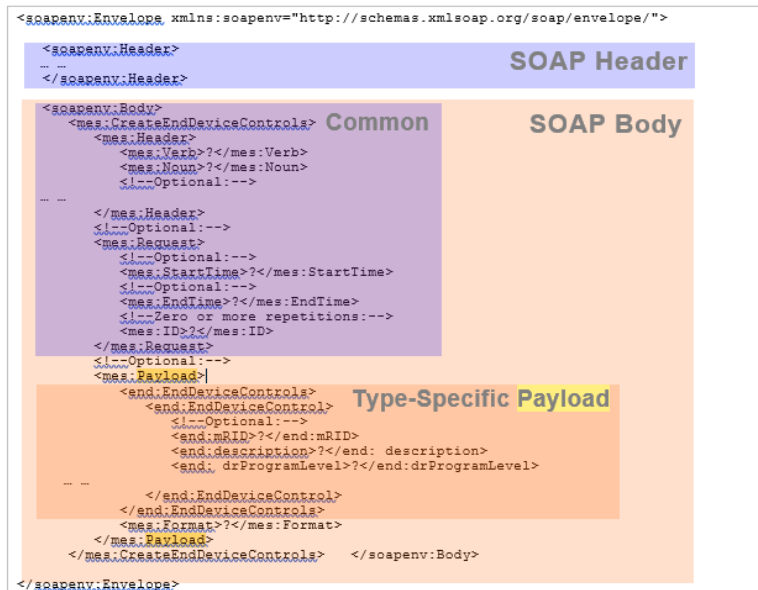 <soapenv:Envelope xmlns:soapenv="http://schemas.xmlsoap.org/soap/envelope/">
<soapenv:Header>
SOAP Header
… …
</soapenv:Header>
<soapenv:Body>
<mes:CreateEndDeviceControls> Common SOAP Body
<mes:Header>
<mes:Verb>?</mes:Verb>
<mes:Noun>?</mes:Noun>
<!--Optional:-->
… …
</mes:Header>
<!--Optional:-->
<mes:Request>
<!--Optional:-->
<mes:StartTime>?</mes:StartTime>
<!--Optional:-->
<mes:EndTime>?</mes:EndTime>
<!--Zero or more repetitions:-->
<mes:ID>?</mes:ID>
</mes:Request>
<!--Optional:-->
<mes:Payload>
<end:EndDeviceControls> Type-Specific Payload
<end:EndDeviceControl>
<!--Optional:-->
<end:mRID>?</end:mRID>
<end:description>?</end: description>
<end: drProgramLevel>?</end:drProgramLevel>
… …
</end:EndDeviceControl>
</end:EndDeviceControls>
<mes:Format>?</mes:Format>
</mes:Payload>
</mes:CreateEndDeviceControls> </soapenv:Body>
</soapenv:Envelope>